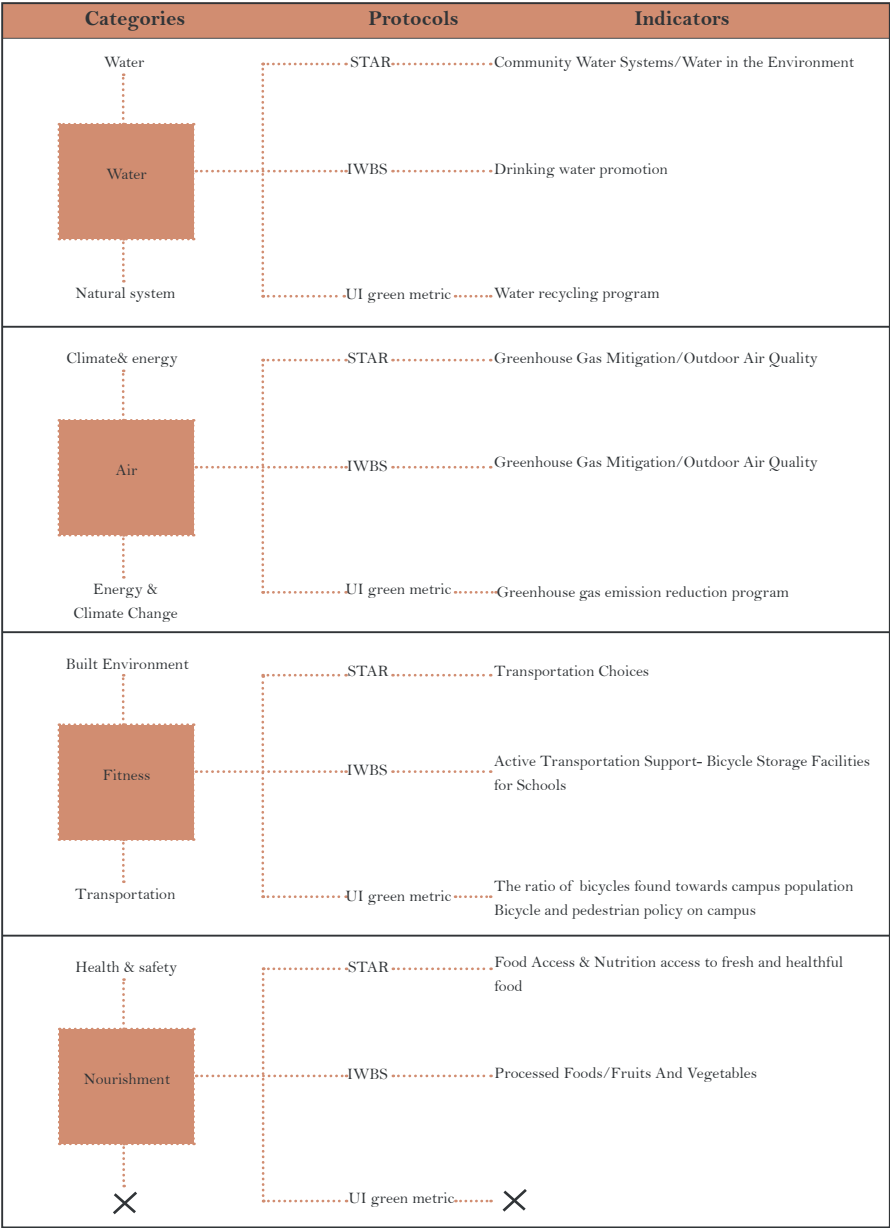 Categories Protocols Indicators
Water
STAR Community Water Systems/Water in the Environment
Water
IWBS Drinking water promotion
Natural system
UI green metric Water recycling program
Climate& energy
STAR Greenhouse Gas Mitigation/Outdoor Air Quality
Air
IWBS Greenhouse Gas Mitigation/Outdoor Air Quality
Energy &
Climate Change
UI green metric Greenhouse gas emission reduction program
Built Environment
STAR Transportation Choices
Fitness
IWBS Active Transportation Support- Bicycle Storage Facilities
for Schools
Transportation
UI green metric The ratio of bicycles found towards campus population
Bicycle and pedestrian policy on campus
Health & safety
STAR Food Access & Nutrition access to fresh and healthful
food
Nourishment
IWBS Processed Foods/Fruits And Vegetables
UI green metric